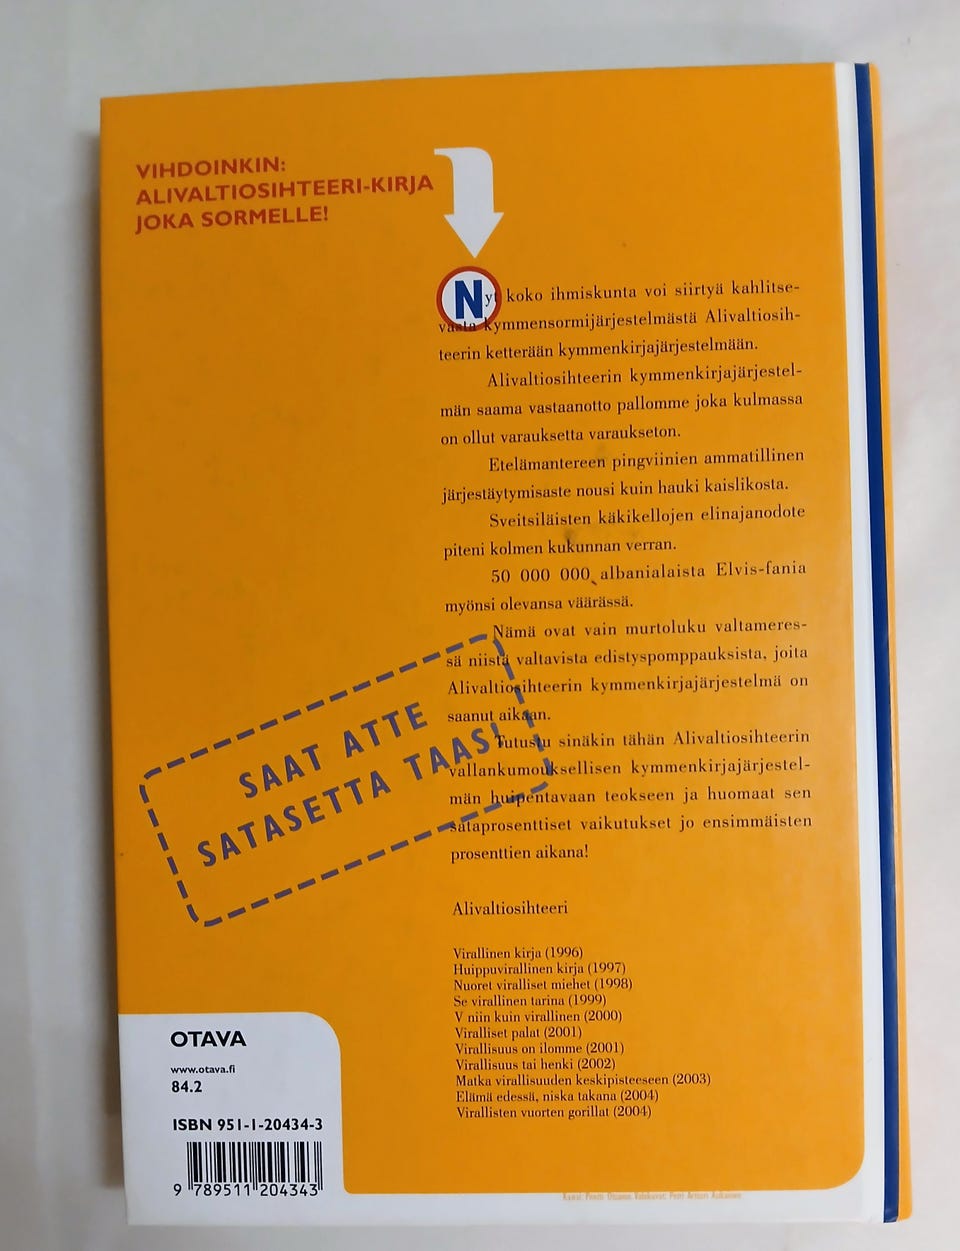 VIHDOINKIN:
ALIVALTIOSIHTEERI-KIRJA
JOKA SORMELLE!
Nyt koko ihmiskunta voi siirtyä kahlitse-
vasta kymmensormijärjestelmästä Alivaltiosih-
teerin ketterään kymmenkirjajärjestelmään.
Alivaltiosihteerin kymmenkirjajärjestel-
män saama vastaanotto pallomme joka kulmassa
on ollut varauksetta varaukseton.
Etelämantereen pingviinien ammatillinen
järjestäytymisaste nousi kuin hauki kaislikosta.
Sveitsiläisten käkikellojen elinajanodote
piteni kolmen kukunnan verran.
50 000 000 albanialaista Elvis-fania
myönsi olevansa väärässä.
Nämä ovat vain murtoluku valtameres-
sä niistä valtavista edistyspomppauksista, joita
Alivaltiosihteerin kymmenkirjajärjestelmä on
saanut aikaan.
Tutustu sinäkin tähän Alivaltiosihteerin
vallankumouksellisen kymmenkirjajärjestel-
män huipentavaan teokseen ja huomaat sen
sataprosenttiset vaikutukset jo ensimmäisten
prosenttien aikana!
SAAT ATTE
SATASETTA TAAS!
Alivaltiosihteeri
Virallinen kirja (1996)
Huippuvirallinen kirja (1997)
Nuoret viralliset miehet (1998)
Se virallinen tarina (1999)
V niin kuin virallinen (2000)
Viralliset palat (2001)
Virallisuus on ilomme (2001)
Virallisuus tai henki (2002)
Matka virallisuuden keskipisteeseen (2003)
Elämä edessä, niska takana (2004)
Virallisten vuorten gorillat (2004)
OTAVA
www.otava.fi
84.2
ISBN 951-1-20434-3
9 789511 204343
Kansi: Pentti Otsamo Valokuvat: Petri Artturi Asikainen